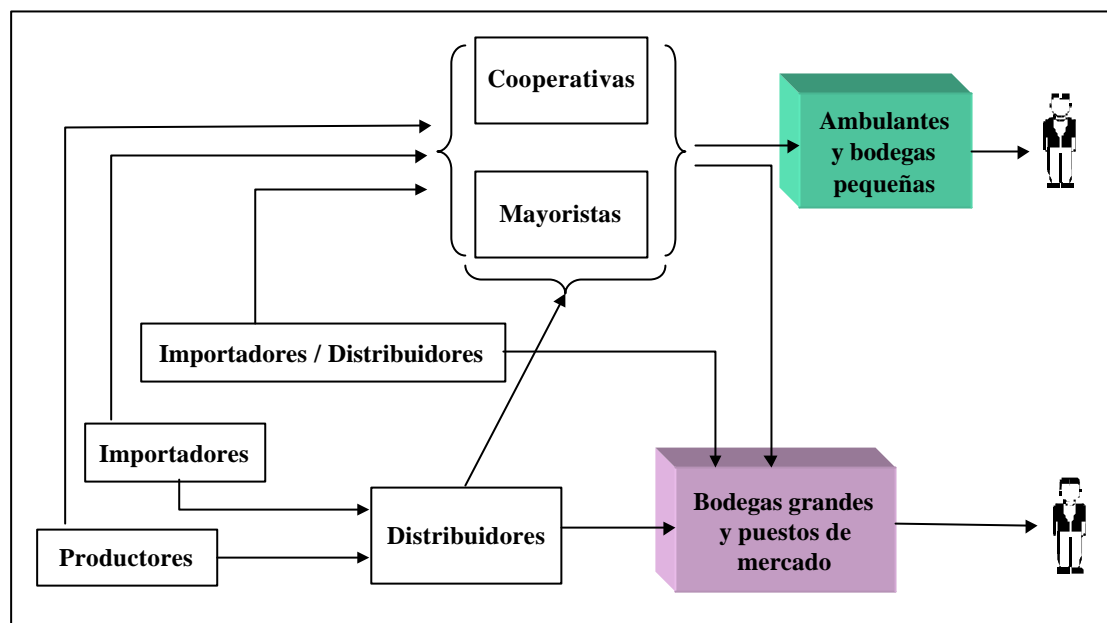 Cooperativas
Ambulantes
y bodegas
pequeñas
Mayoristas
Importadores / Distribuidores
Importadores
Bodegas grandes
y puestos de
mercado
Distribuidores
Productores